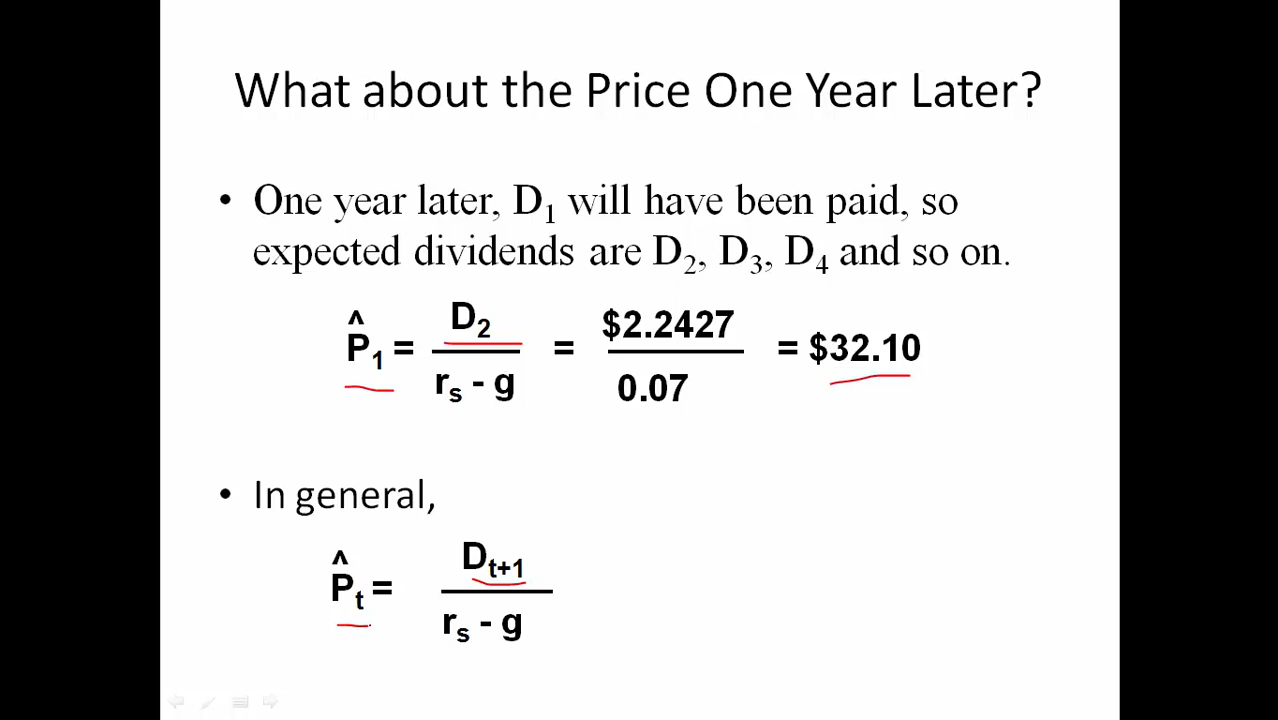 What about the Price One Year Later?
• One year later, D₁ will have been paid, so
expected dividends are D₂, D₃, D₄ and so on.
P̂₁ = D₂ / (rₛ - g) = $2.2427 / 0.07 = $32.10
• In general,
P̂ₜ = Dₜ₊₁ / (rₛ - g)